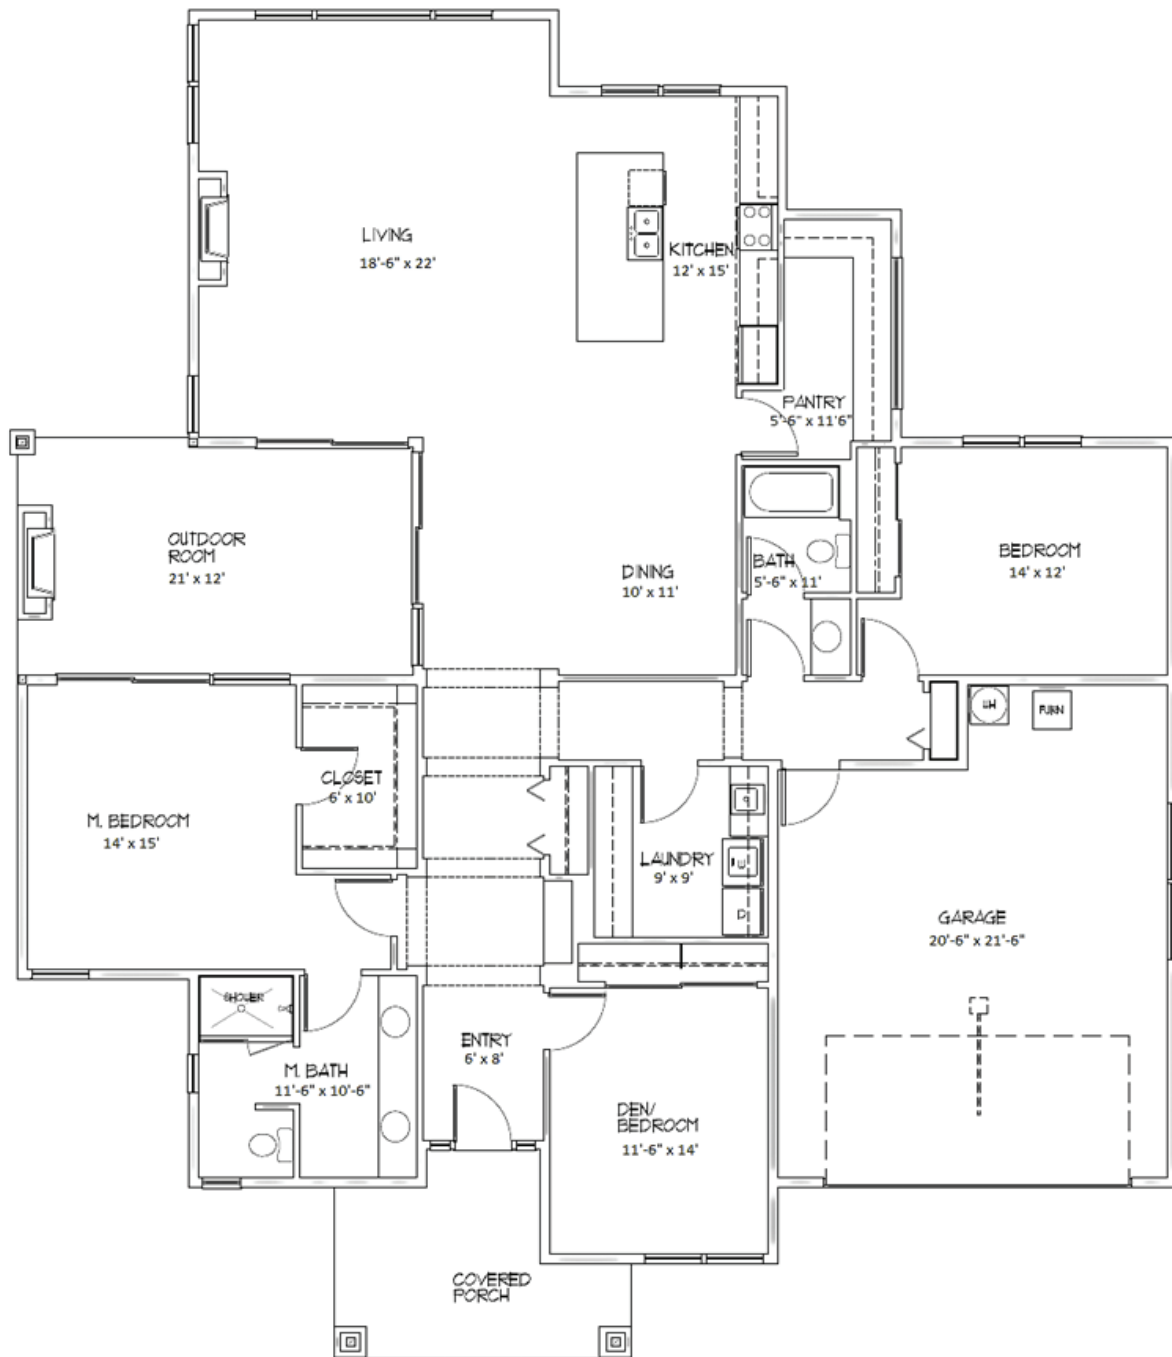 LIVING
18'-6" x 22'
KITCHEN
12' x 15'
PANTRY
5'-6" x 11'6"
OUTDOOR
ROOM
21' x 12'
DINING
10' x 11'
BATH
5'-6" x 11'
BEDROOM
14' x 12'
WH
FURN
CLOSET
6' x 10'
M. BEDROOM
14' x 15'
LAUNDRY
9' x 9'
W
D
GARAGE
20'-6" x 21'-6"
SHOWER
ENTRY
6' x 8'
M. BATH
11'-6" x 10'-6"
DEN/
BEDROOM
11'-6" x 14'
COVERED
PORCH